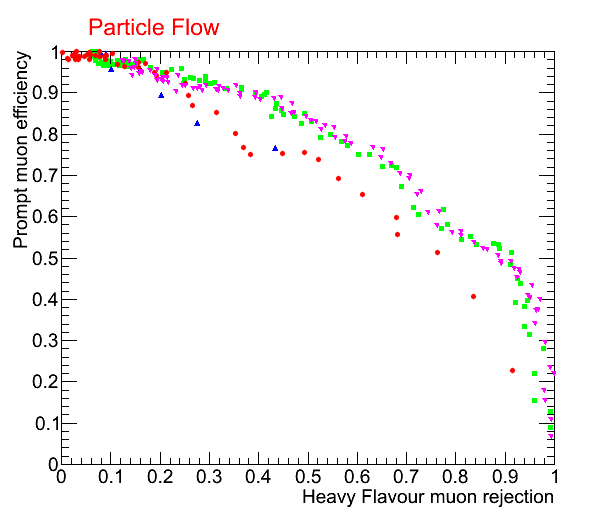 Particle Flow
Prompt muon efficiency
1
0.9
0.8
0.7
0.6
0.5
0.4
0.3
0.2
0.1
0
0 0.1 0.2 0.3 0.4 0.5 0.6 0.7 0.8 0.9 1
Heavy Flavour muon rejection